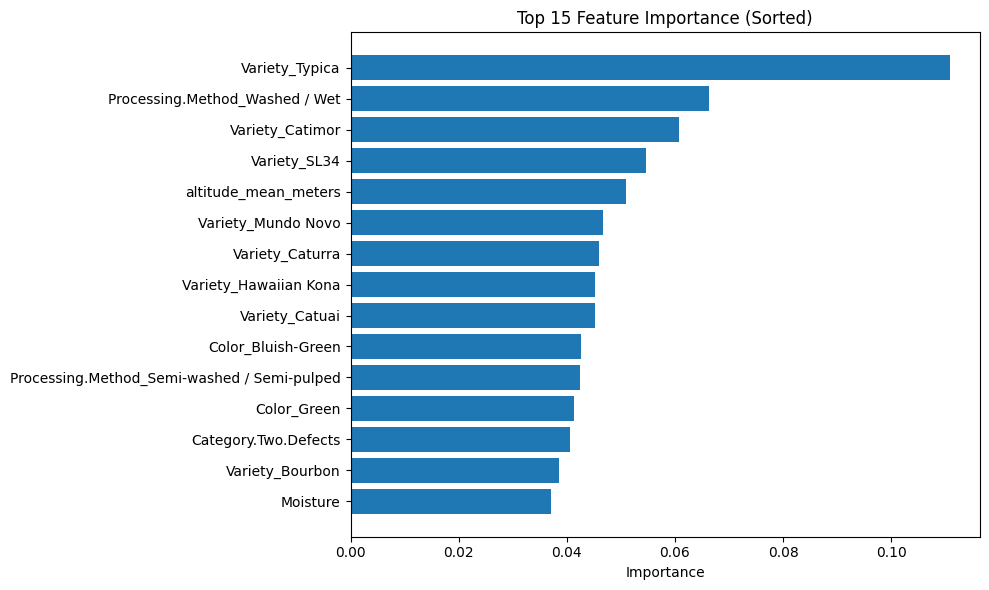 Top 15 Feature Importance (Sorted)
Variety_Typica
Processing.Method_Washed / Wet
Variety_Catimor
Variety_SL34
altitude_mean_meters
Variety_Mundo Novo
Variety_Caturra
Variety_Hawaiian Kona
Variety_Catuai
Color_Bluish-Green
Processing.Method_Semi-washed / Semi-pulped
Color_Green
Category.Two.Defects
Variety_Bourbon
Moisture
0.00 0.02 0.04 0.06 0.08 0.10
Importance